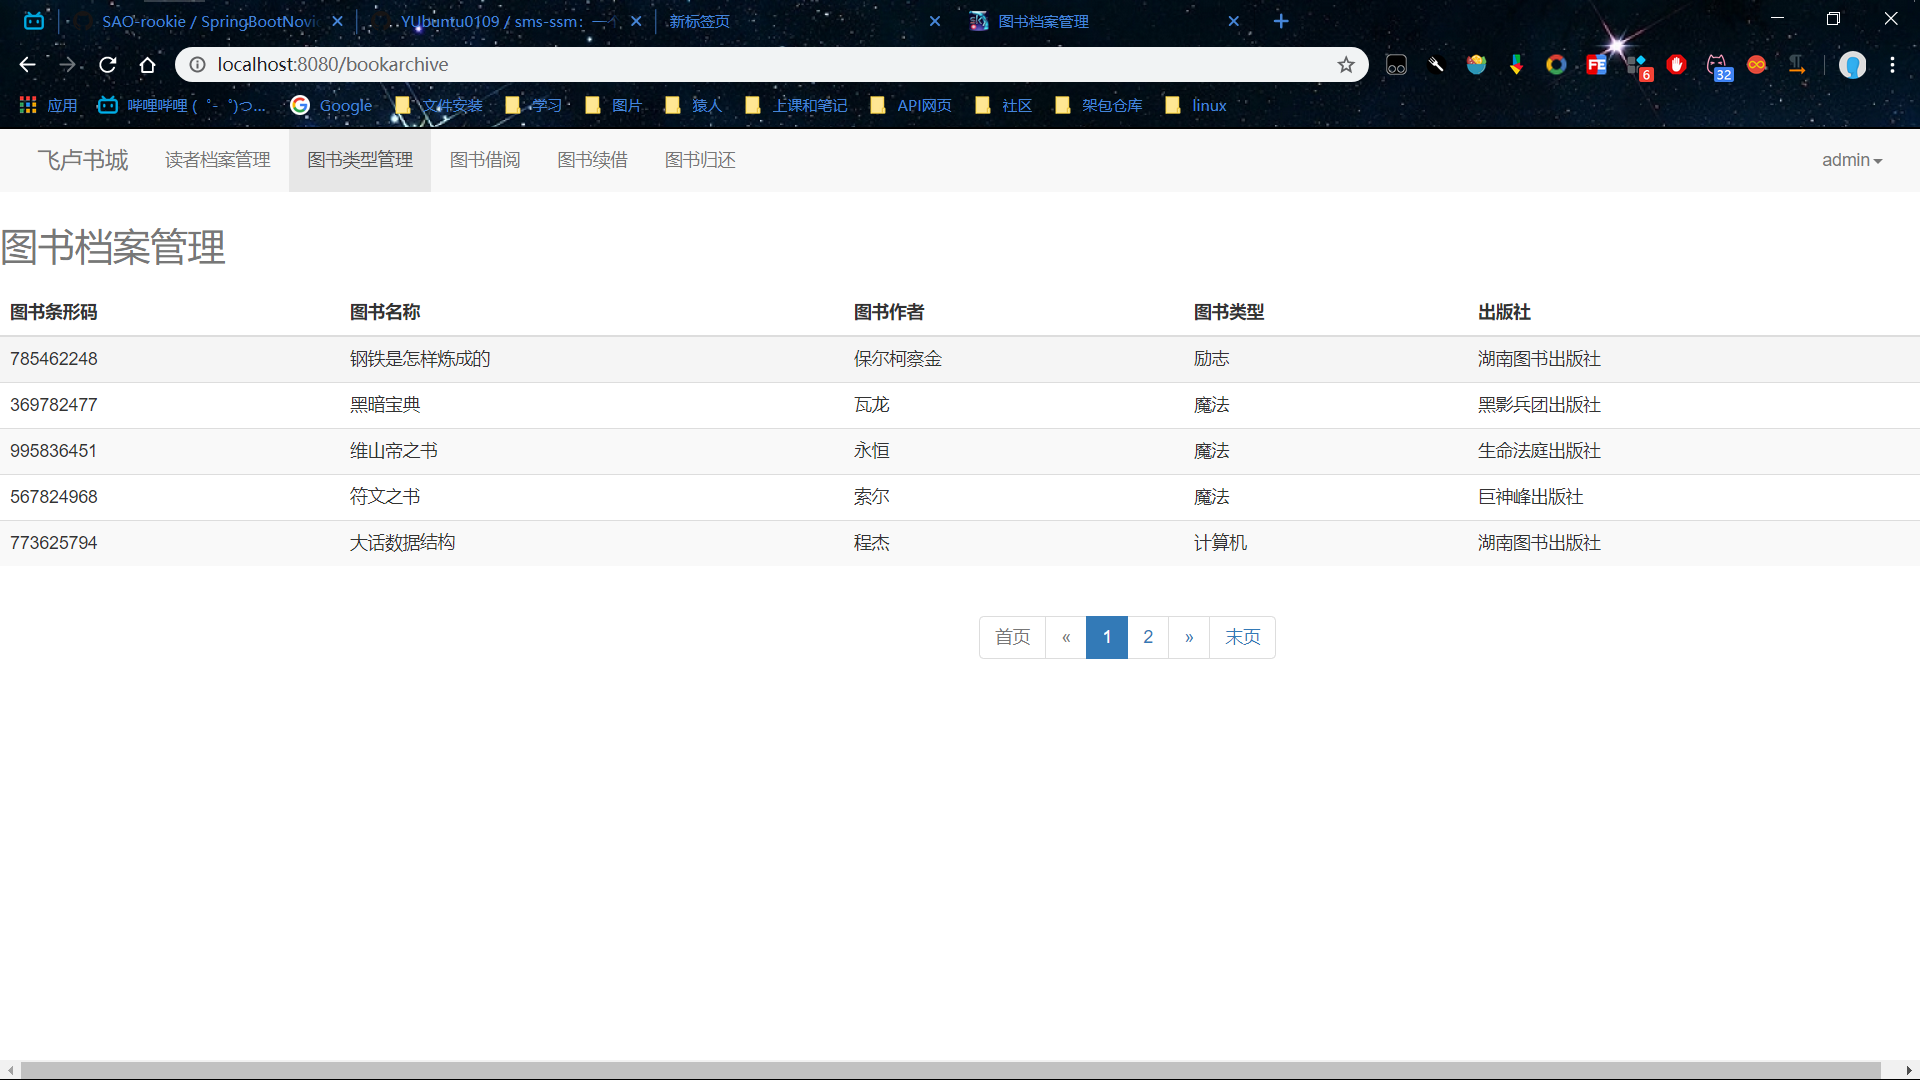 SAO-rookie / SpringBootNovi
YUbuntu0109 / sms-ssm: 一个
新标签页
图书档案管理
localhost:8080/bookarchive
FE
6
32
应用
哔哩哔哩 ( ゜- ゜)つ...
Google
文件安装
学习
图片
猿人
上课和笔记
API网页
社区
架包仓库
linux
飞卢书城 读者档案管理 图书类型管理 图书借阅 图书续借 图书归还 admin
图书档案管理
图书条形码 图书名称 图书作者 图书类型 出版社
785462248 钢铁是怎样炼成的 保尔柯察金 励志 湖南图书出版社
369782477 黑暗宝典 瓦龙 魔法 黑影兵团出版社
995836451 维山帝之书 永恒 魔法 生命法庭出版社
567824968 符文之书 索尔 魔法 巨神峰出版社
773625794 大话数据结构 程杰 计算机 湖南图书出版社
首页 « 1 2 » 末页